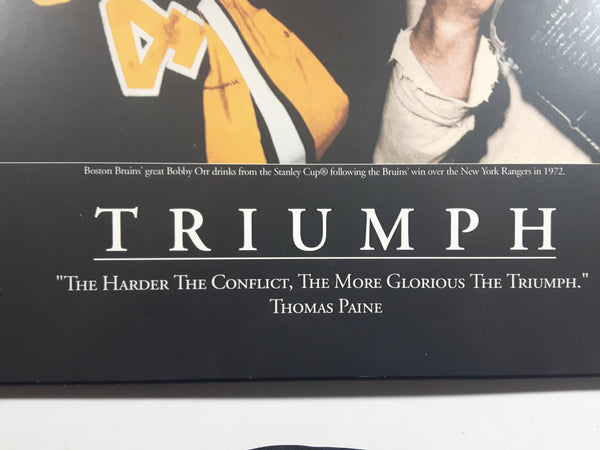 4
Boston Bruins' great Bobby Orr drinks from the Stanley Cup® following the Bruins' win over the New York Rangers in 1972.
TRIUMPH
"The Harder The Conflict, The More Glorious The Triumph."
Thomas Paine